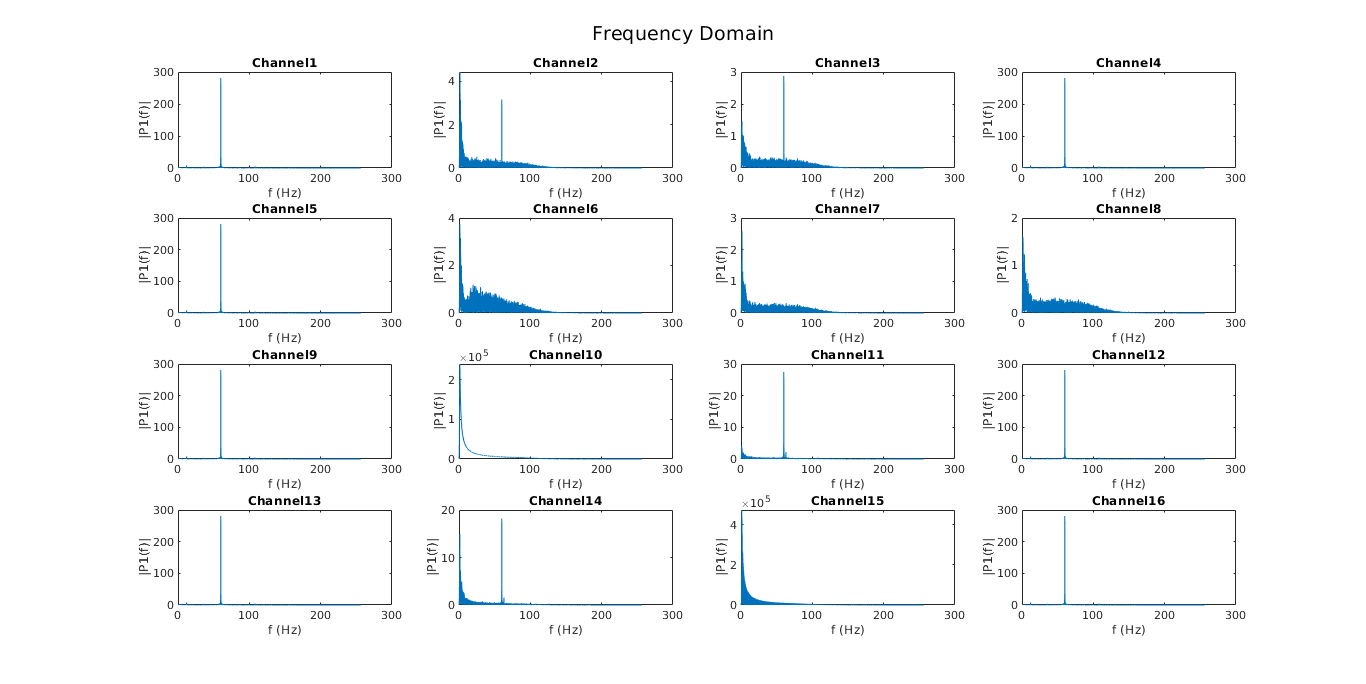 Frequency Domain
Channel1 Channel2 Channel3 Channel4
300 4 3 300
200 2 200
|P1(f)| |P1(f)| |P1(f)| |P1(f)|
100 2 1 100
0 0 0 0
0 100 200 300 0 100 200 300 0 100 200 300 0 100 200 300
f (Hz) f (Hz) f (Hz) f (Hz)
Channel5 Channel6 Channel7 Channel8
300 4 3 2
200 2
|P1(f)| 2 |P1(f)| |P1(f)| 1 |P1(f)|
100 1
0 0 0 0
0 100 200 300 0 100 200 300 0 100 200 300 0 100 200 300
f (Hz) f (Hz) f (Hz) f (Hz)
×10^5
Channel9 Channel10 Channel11 Channel12
300 2 30 300
200 20 200
|P1(f)| |P1(f)| |P1(f)| |P1(f)|
100 1 10 100
0 0 0 0
0 100 200 300 0 100 200 300 0 100 200 300 0 100 200 300
f (Hz) f (Hz) f (Hz) f (Hz)
×10^5
Channel13 Channel14 Channel15 Channel16
300 20 4 300
200 200
|P1(f)| 10 |P1(f)| 2 |P1(f)| |P1(f)|
100 100
0 0 0 0
0 100 200 300 0 100 200 300 0 100 200 300 0 100 200 300
f (Hz) f (Hz) f (Hz) f (Hz)